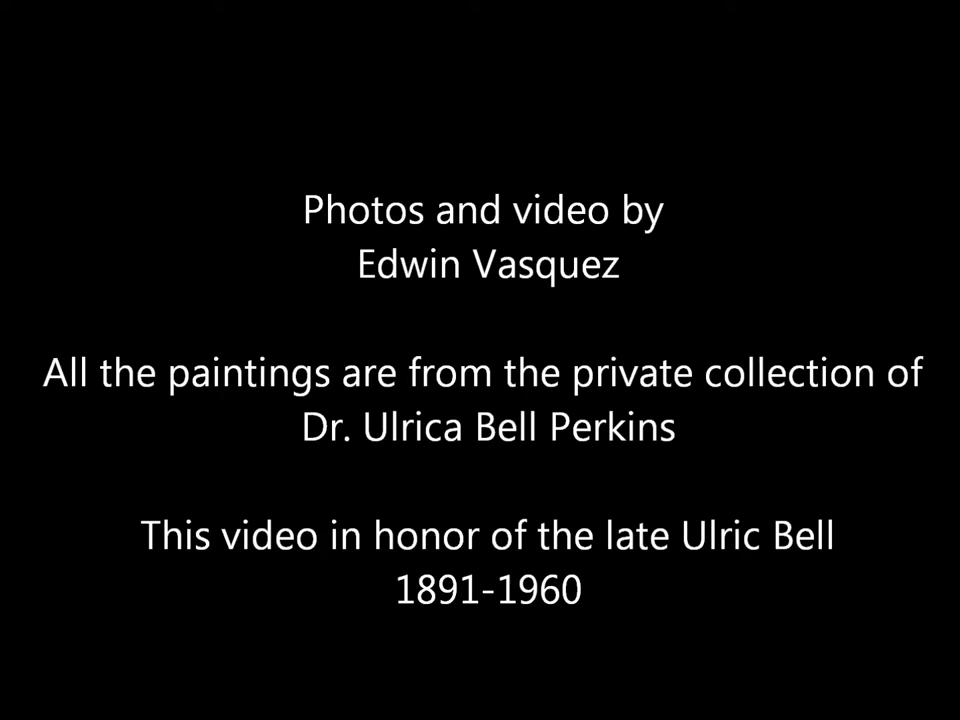 Photos and video by
Edwin Vasquez
All the paintings are from the private collection of
Dr. Ulrica Bell Perkins
This video in honor of the late Ulric Bell
1891-1960